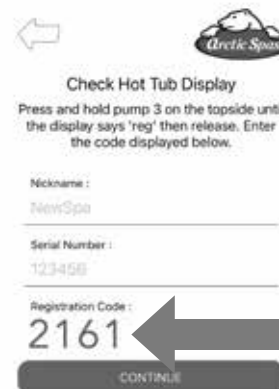 Arctic Spas
Check Hot Tub Display
Press and hold pump 3 on the topside unti
the display says 'reg' then release. Enter
the code displayed below.
Nickname :
NewSpa
Serial Number :
123456
Registration Code :
2161
CONTINUE